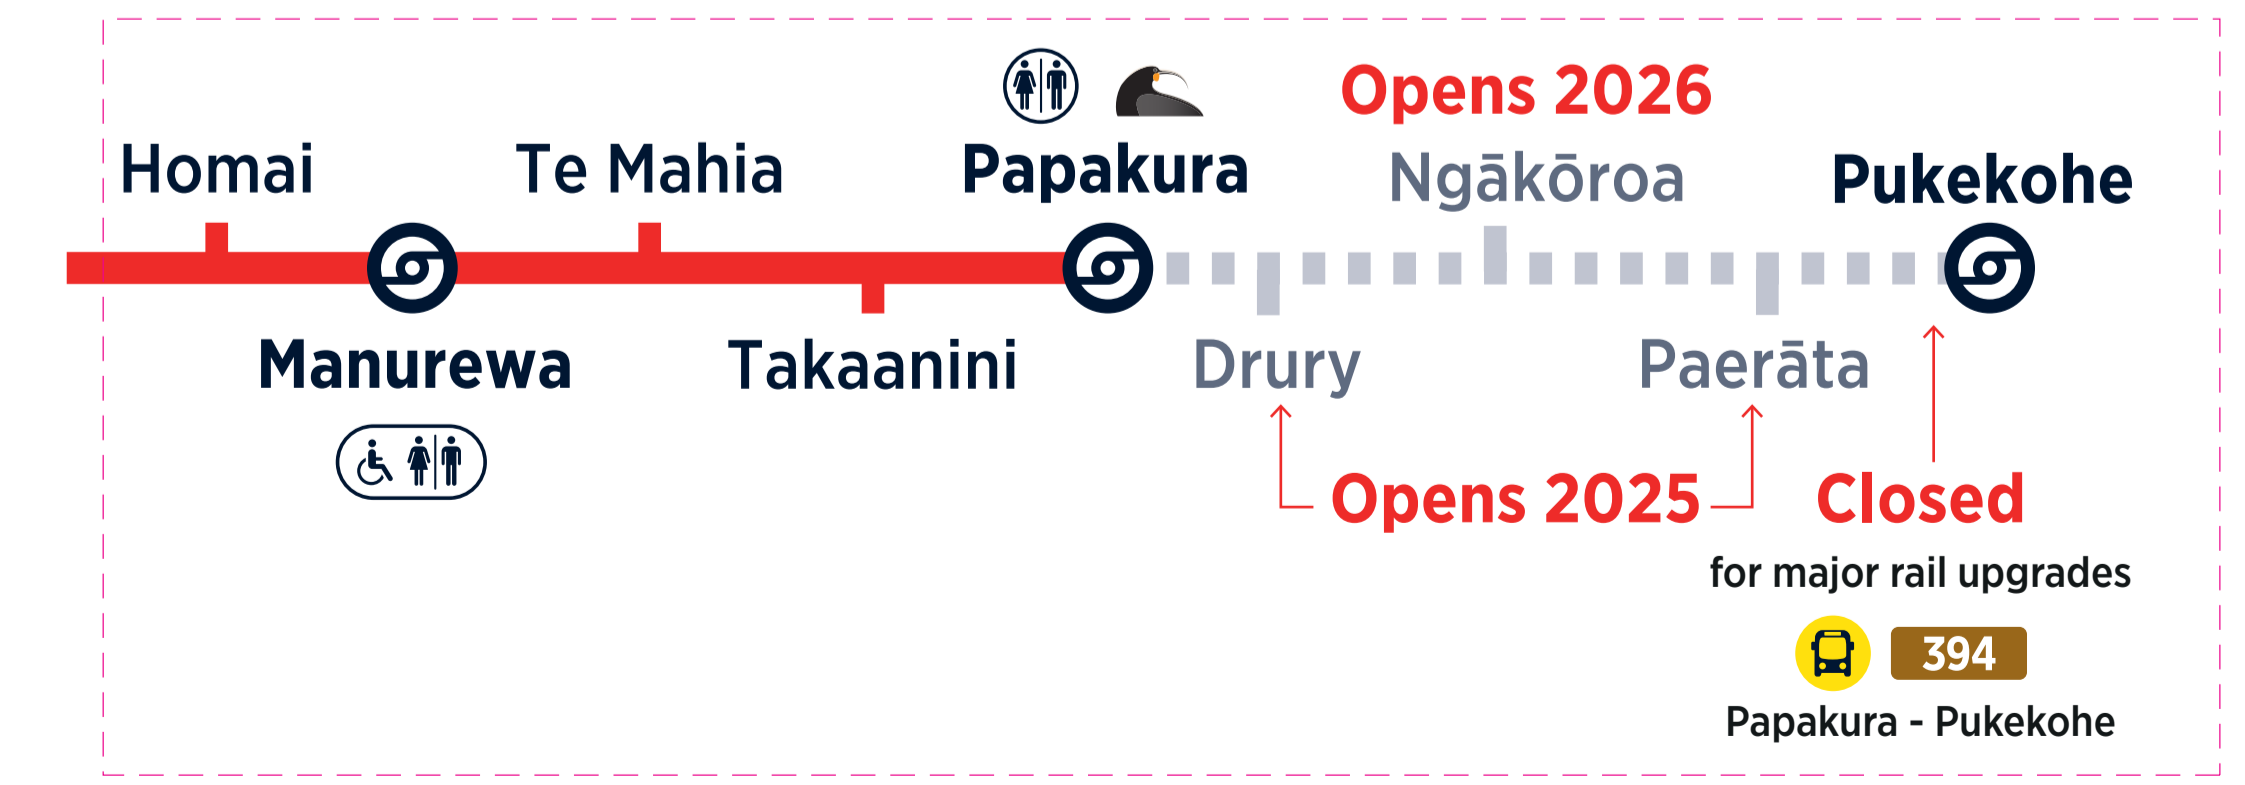 Opens 2026
Homai
Te Mahia
Papakura
Ngākōroa
Pukekohe
Manurewa
Takaanini
Drury
Paerāta
Opens 2025
Closed
for major rail upgrades
394
Papakura - Pukekohe